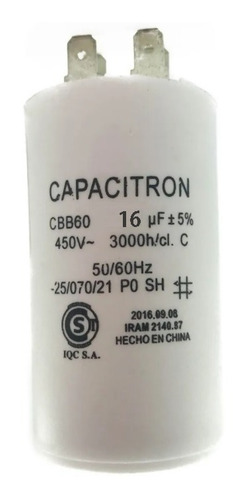 CAPACITRON
CBB60 16 µF ± 5%
450V~ 3000h/cl. C
50/60Hz
-25/070/21 P0 SH
2016.09.08
IRAM 2140.87
HECHO EN CHINA
IQC S.A.